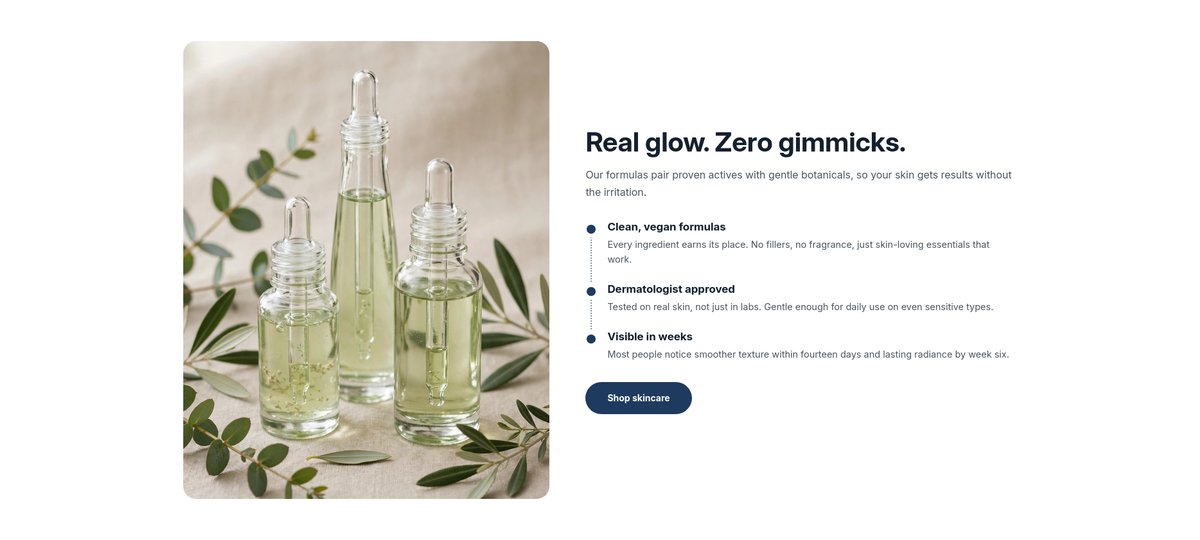 Real glow. Zero gimmicks.
Our formulas pair proven actives with gentle botanicals, so your skin gets results without
the irritation.
Clean, vegan formulas
Every ingredient earns its place. No fillers, no fragrance, just skin-loving essentials that
work.
Dermatologist approved
Tested on real skin, not just in labs. Gentle enough for daily use on even sensitive types.
Visible in weeks
Most people notice smoother texture within fourteen days and lasting radiance by week six.
Shop skincare